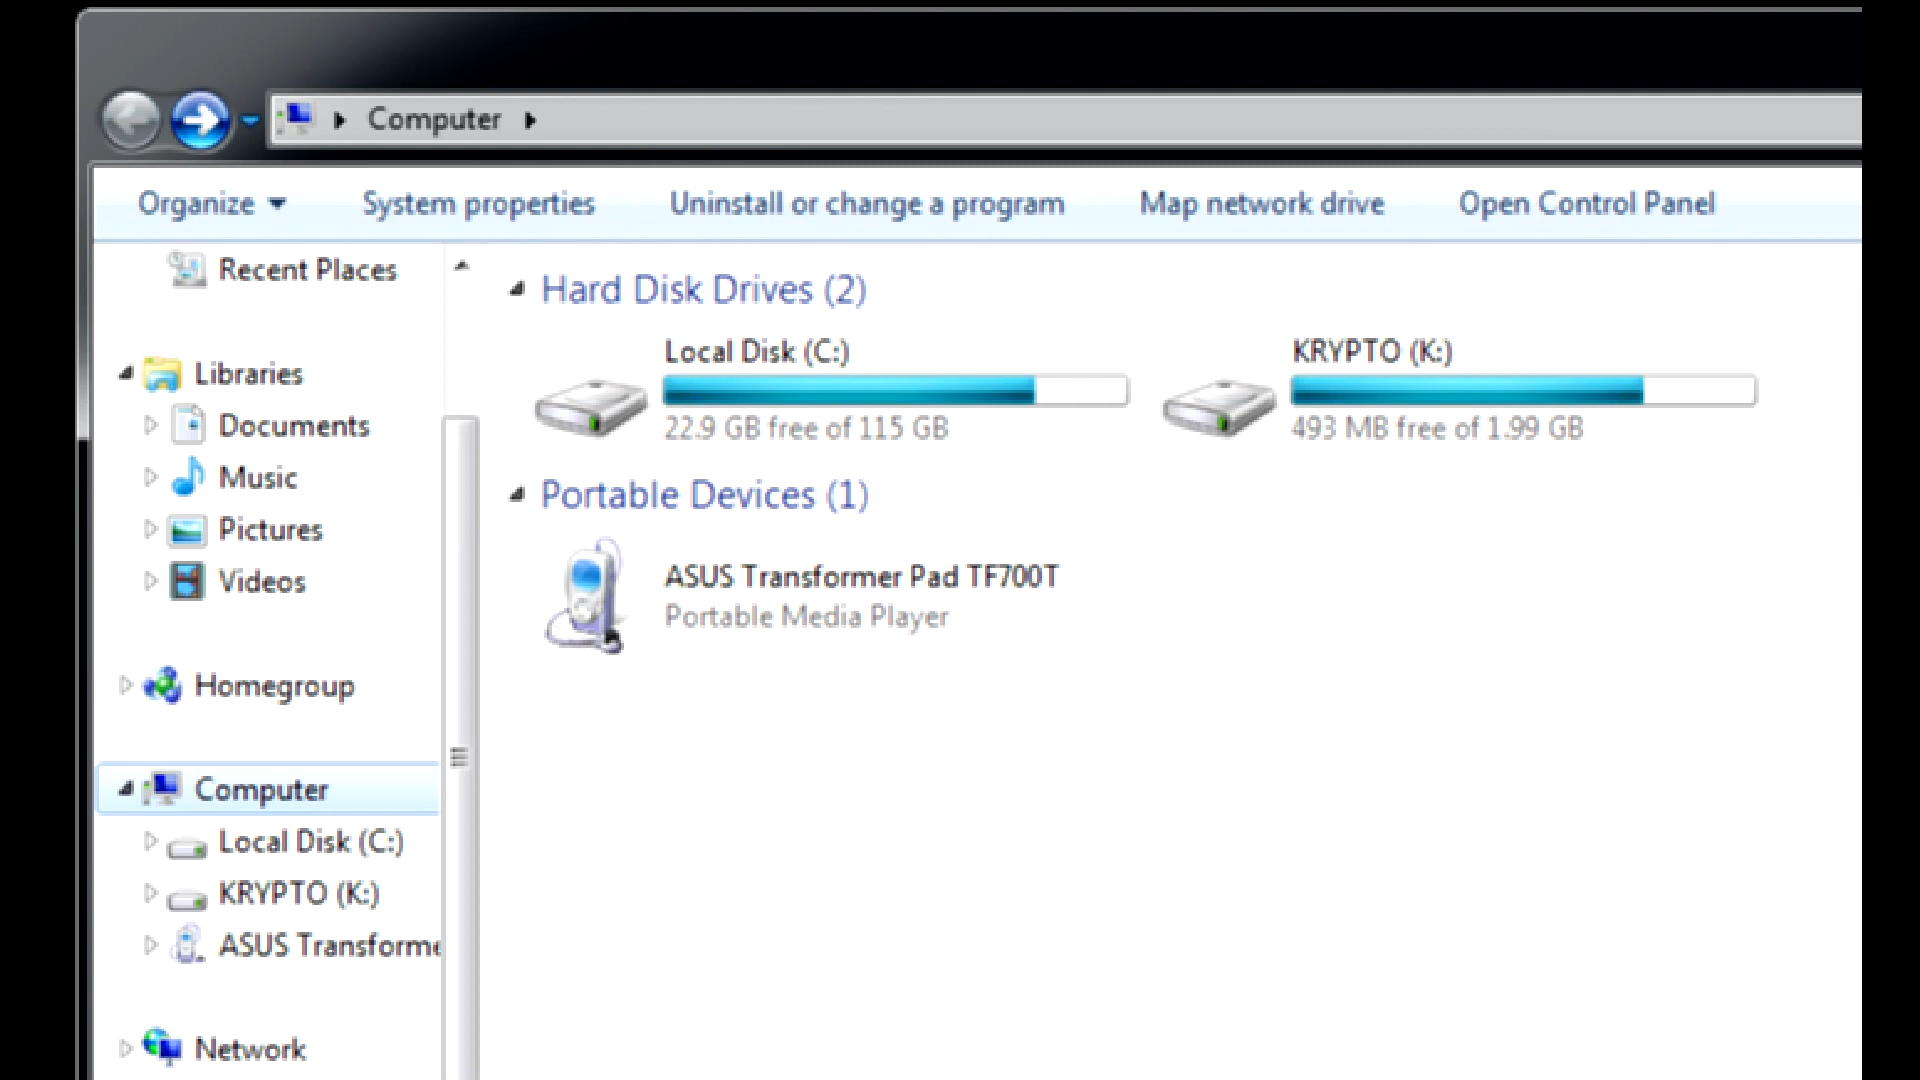 Computer
Organize
System properties
Uninstall or change a program
Map network drive
Open Control Panel
Recent Places
Libraries
Documents
Music
Pictures
Videos
Homegroup
Computer
Local Disk (C:)
KRYPTO (K:)
ASUS Transforme
Network
Hard Disk Drives (2)
Local Disk (C:)
22.9 GB free of 115 GB
KRYPTO (K:)
493 MB free of 1.99 GB
Portable Devices (1)
ASUS Transformer Pad TF700T
Portable Media Player